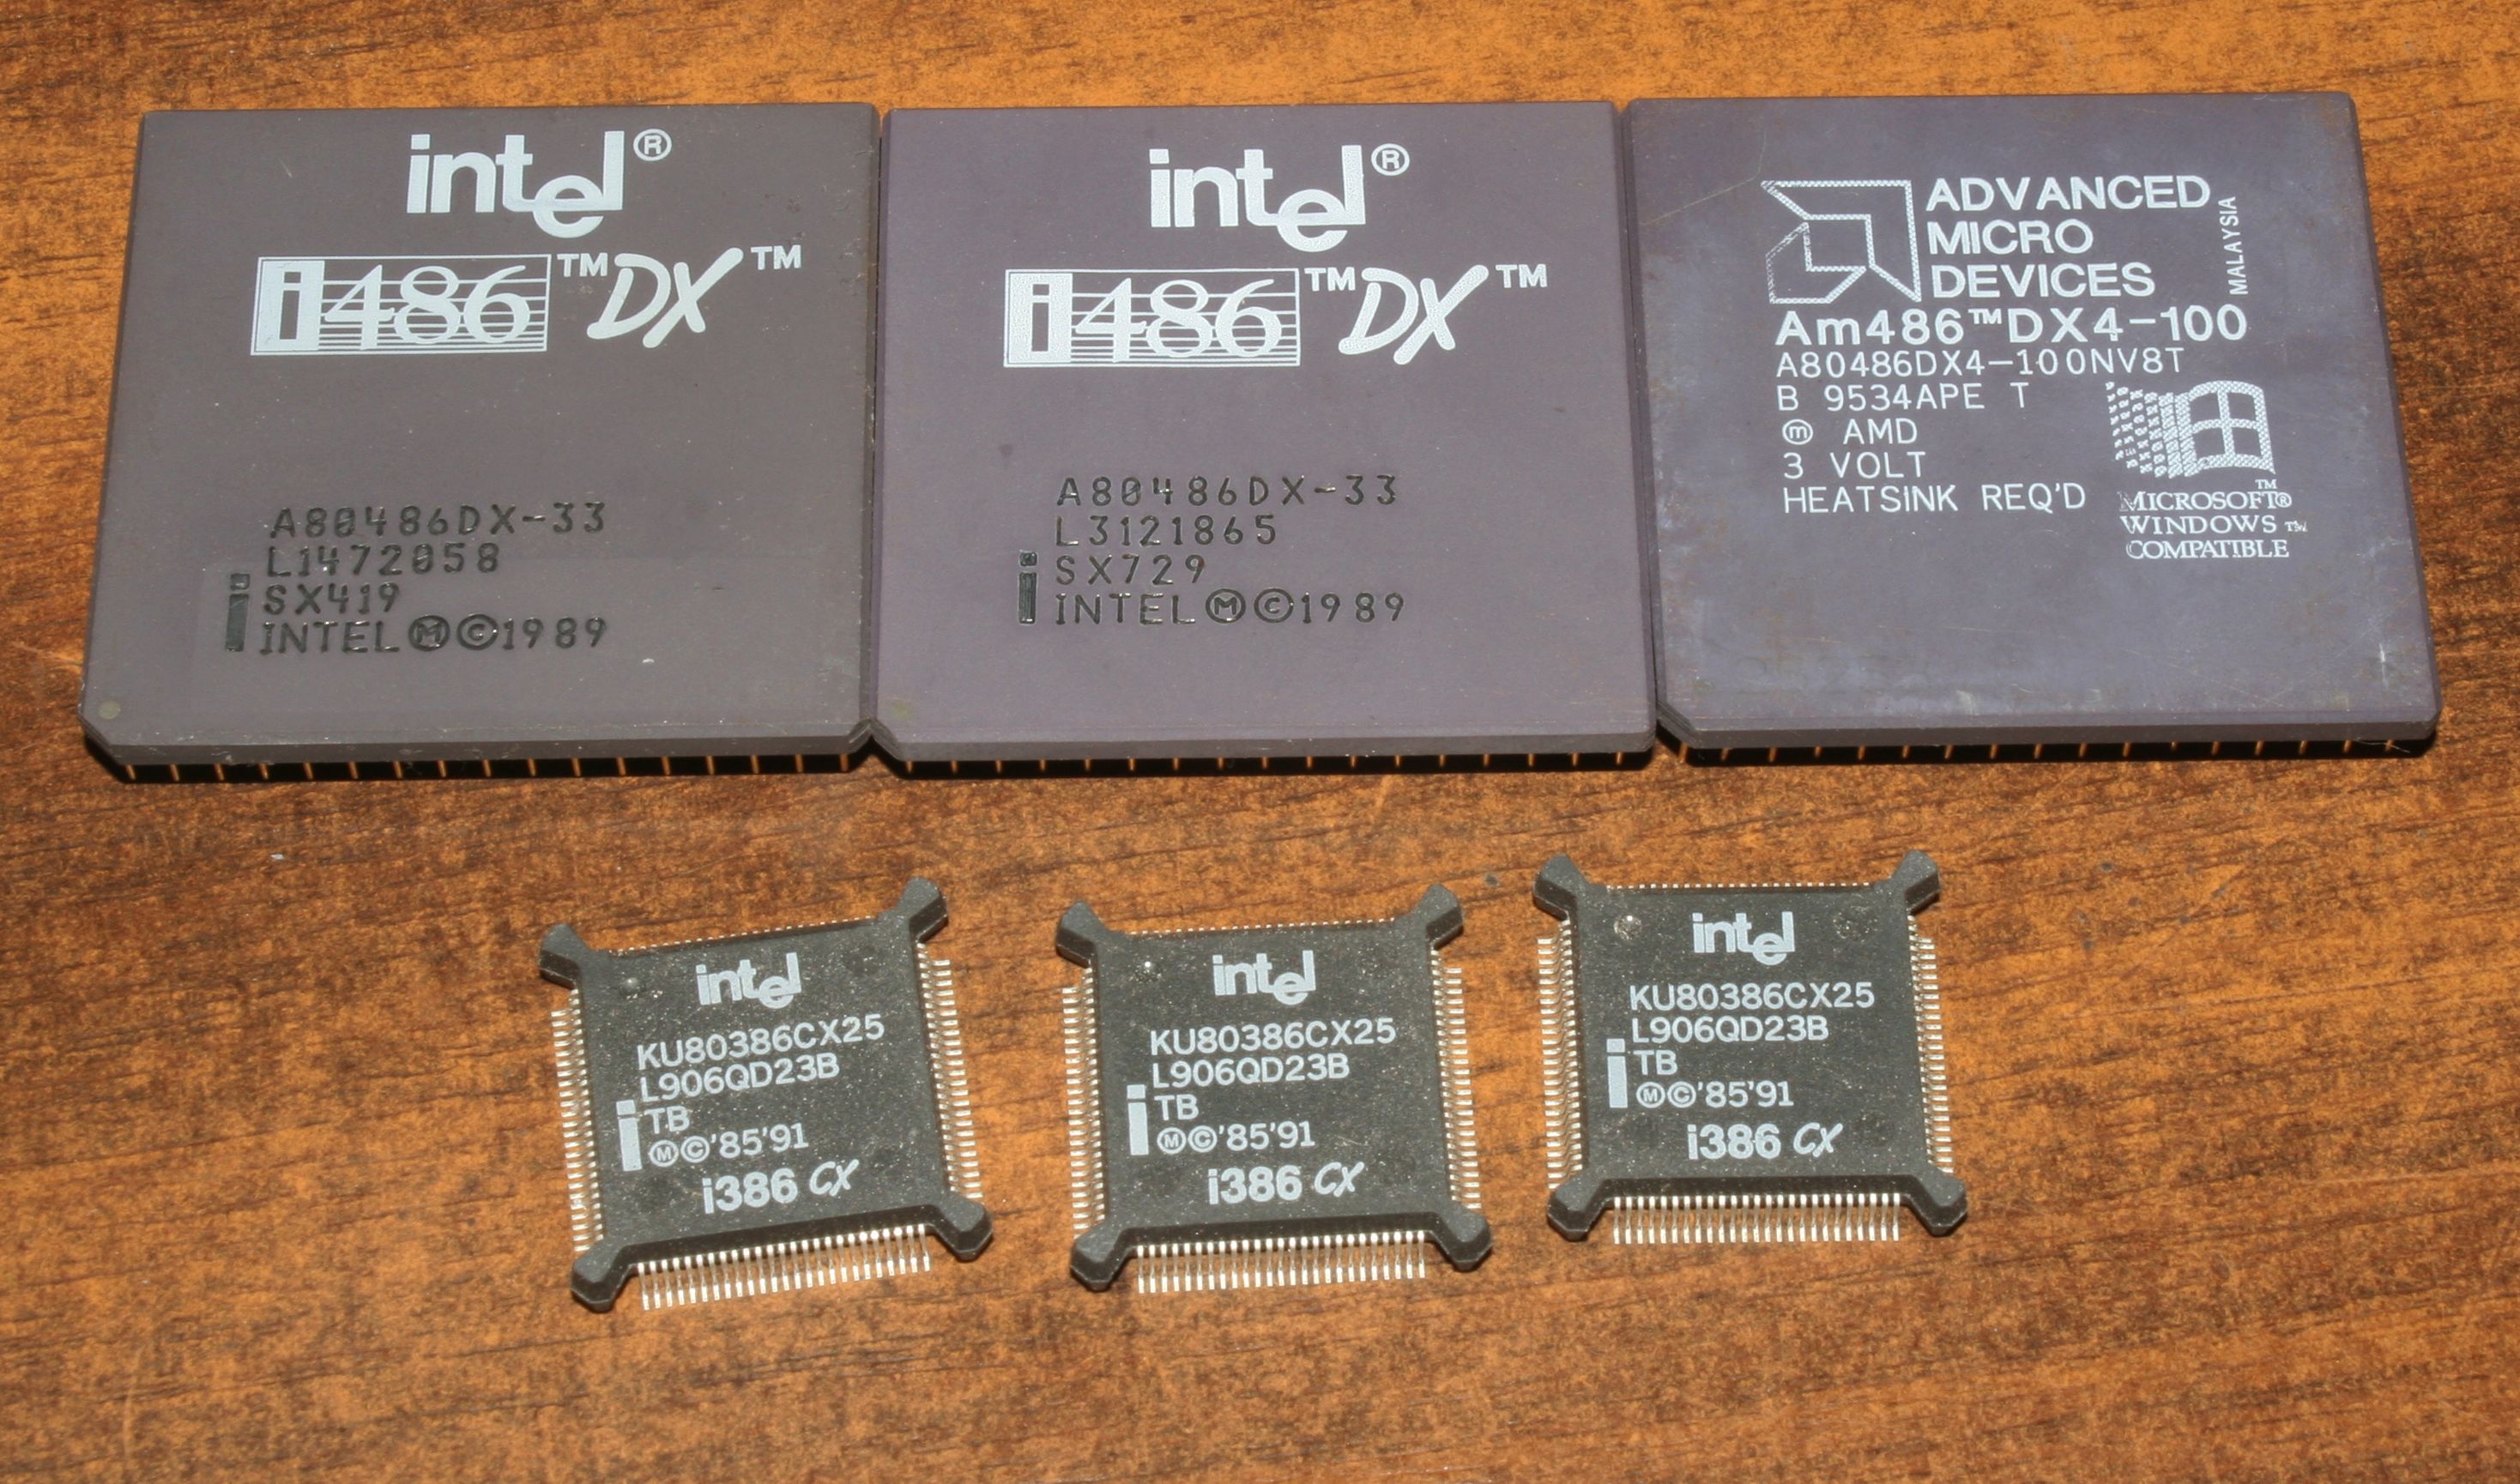 intel®
i486™DX™
A80486DX-33
L1472058
SX419
i
INTEL Ⓜ©1989
intel®
i486™DX™
A80486DX-33
L3121865
SX729
i
INTEL Ⓜ©1989
ADVANCED
MICRO
DEVICES
MALAYSIA
Am486™DX4-100
A80486DX4-100NV8T
B 9534APE T
ⓜ AMD
3 VOLT
HEATSINK REQ'D
MICROSOFT®
WINDOWS™
COMPATIBLE
intel
KU80386CX25
L906QD23B
i TB
Ⓜ©'85'91
i386 CX
intel
KU80386CX25
L906QD23B
i TB
Ⓜ©'85'91
i386 CX
intel
KU80386CX25
L906QD23B
i TB
Ⓜ©'85'91
i386 CX